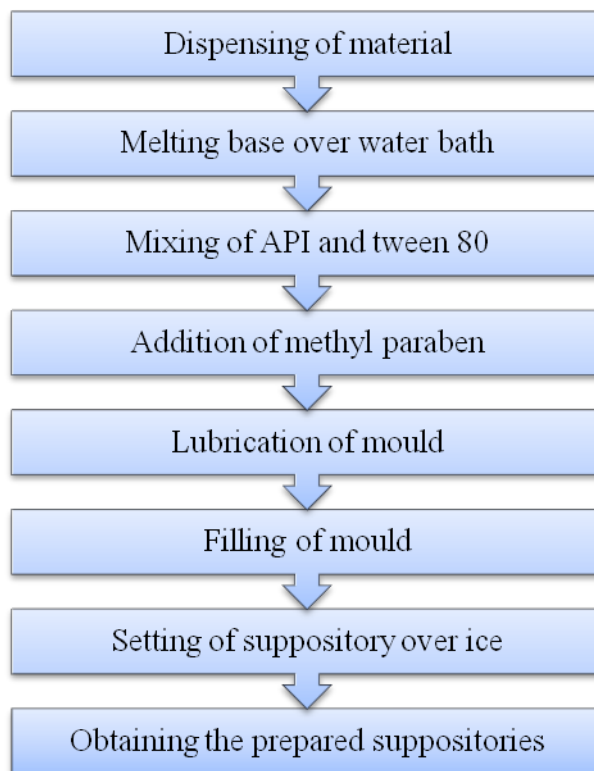 Dispensing of material
Melting base over water bath
Mixing of API and tween 80
Addition of methyl paraben
Lubrication of mould
Filling of mould
Setting of suppository over ice
Obtaining the prepared suppositories